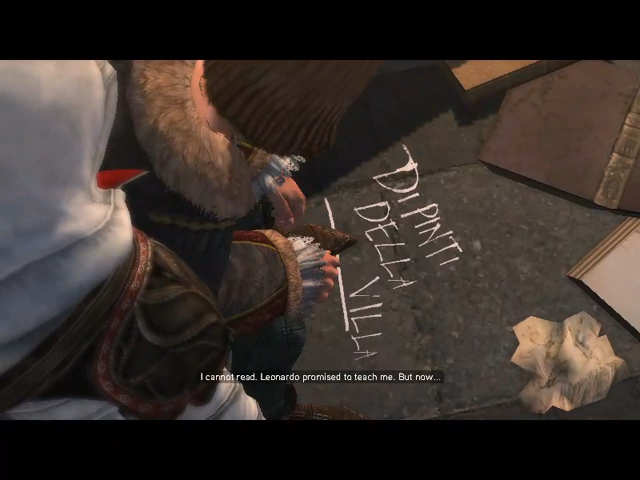 DIPINTI
DELLA
VILLA
I cannot read. Leonardo promised to teach me. But now...